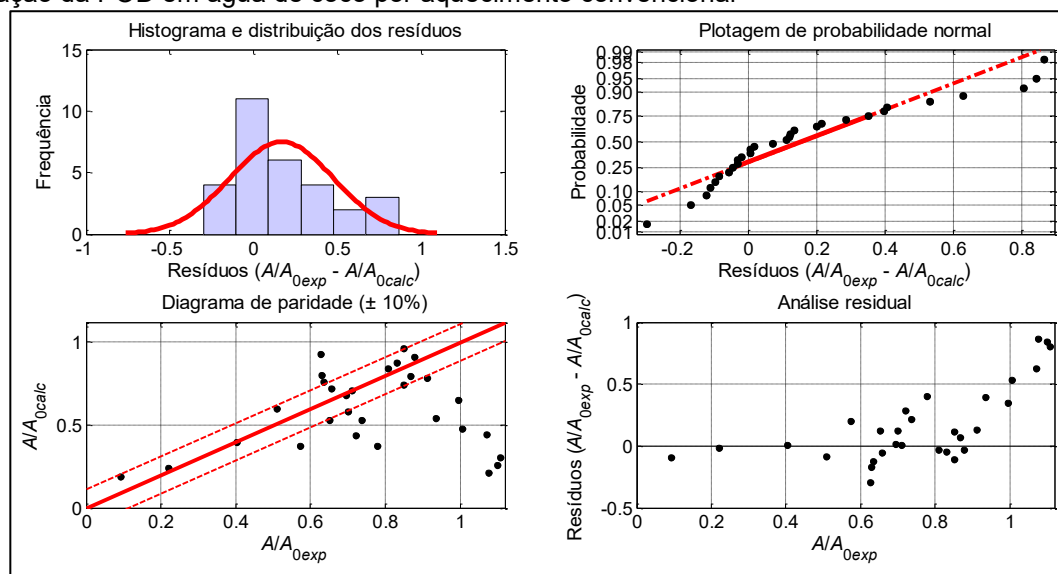 da POD em água de coco por aquecimento convencional
Histograma e distribuição dos resíduos
Frequência
15
10
5
0
-1 -0.5 0 0.5 1 1.5
Resíduos (A/A0exp - A/A0calc)
Plotagem de probabilidade normal
Probabilidade
0.99
0.98
0.95
0.90
0.75
0.50
0.25
0.10
0.05
0.02
0.01
-0.2 0 0.2 0.4 0.6 0.8
Resíduos (A/A0exp - A/A0calc)
Diagrama de paridade (± 10%)
A/A0calc
1
0.5
0
0 0.2 0.4 0.6 0.8 1
A/A0exp
Análise residual
Resíduos (A/A0exp - A/A0calc)
1
0.5
0
-0.5
0 0.2 0.4 0.6 0.8 1
A/A0exp